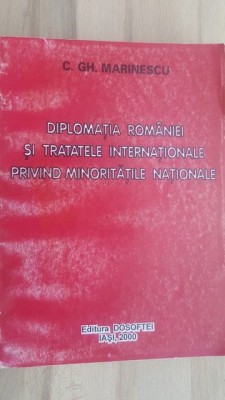 C. GH. MARINESCU
DIPLOMAȚIA ROMÂNIEI
ȘI TRATATELE INTERNAȚIONALE
PRIVIND MINORITĂȚILE NAȚIONALE
Editura DOSOFTEI
IAȘI, 2000